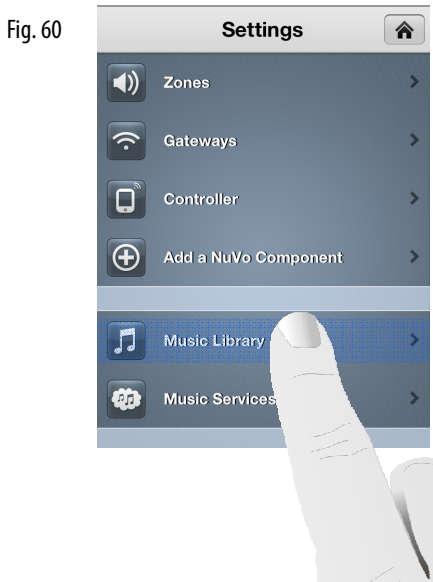 Fig. 60
Settings
Zones
Gateways
Controller
Add a NuVo Component
Music Library
Music Services